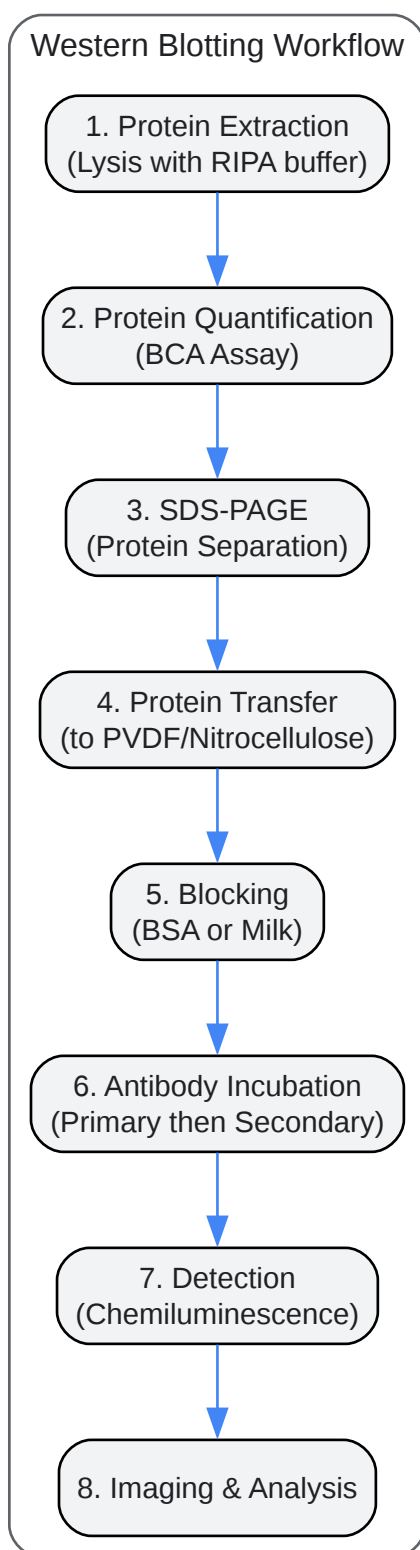 Western Blotting Workflow
1. Protein Extraction
(Lysis with RIPA buffer)
2. Protein Quantification
(BCA Assay)
3. SDS-PAGE
(Protein Separation)
4. Protein Transfer
(to PVDF/Nitrocellulose)
5. Blocking
(BSA or Milk)
6. Antibody Incubation
(Primary then Secondary)
7. Detection
(Chemiluminescence)
8. Imaging & Analysis